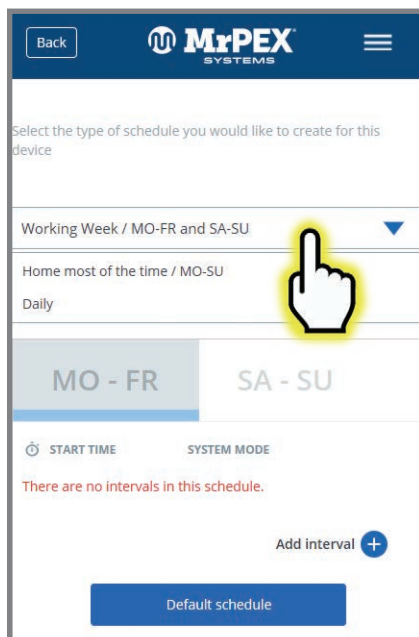 Back
MrPEX
SYSTEMS
Select the type of schedule you would like to create for this
device
Working Week / MO-FR and SA-SU
Home most of the time / MO-SU
Daily
MO - FR SA - SU
START TIME SYSTEM MODE
There are no intervals in this schedule.
Add interval +
Default schedule